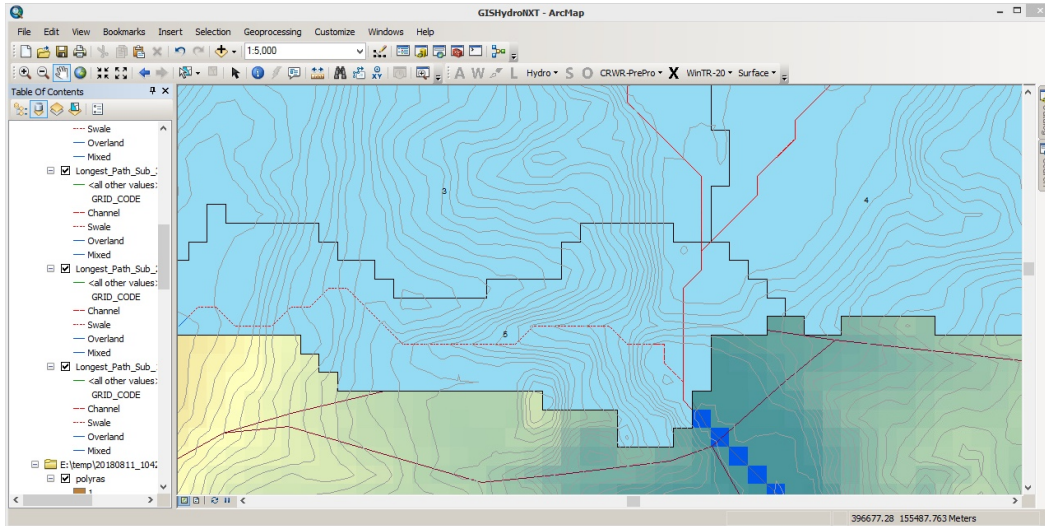 GISHydroNXT - ArcMap
File Edit View Bookmarks Insert Selection Geoprocessing Customize Windows Help
1:5,000
Hydro S O CRWR-PrePro X WinTR-20 Surface
A W L
Table Of Contents
Swale
Overland
Mixed
Longest_Path_Sub_
<all other values>
GRID_CODE
Channel
Swale
Overland
Mixed
Longest_Path_Sub_
<all other values>
GRID_CODE
Channel
Swale
Overland
Mixed
Longest_Path_Sub_
<all other values>
GRID_CODE
Channel
Swale
Overland
Mixed
E:\temp\20180811_1042
polyras
3
4
5
396677.28 155487.763 Meters